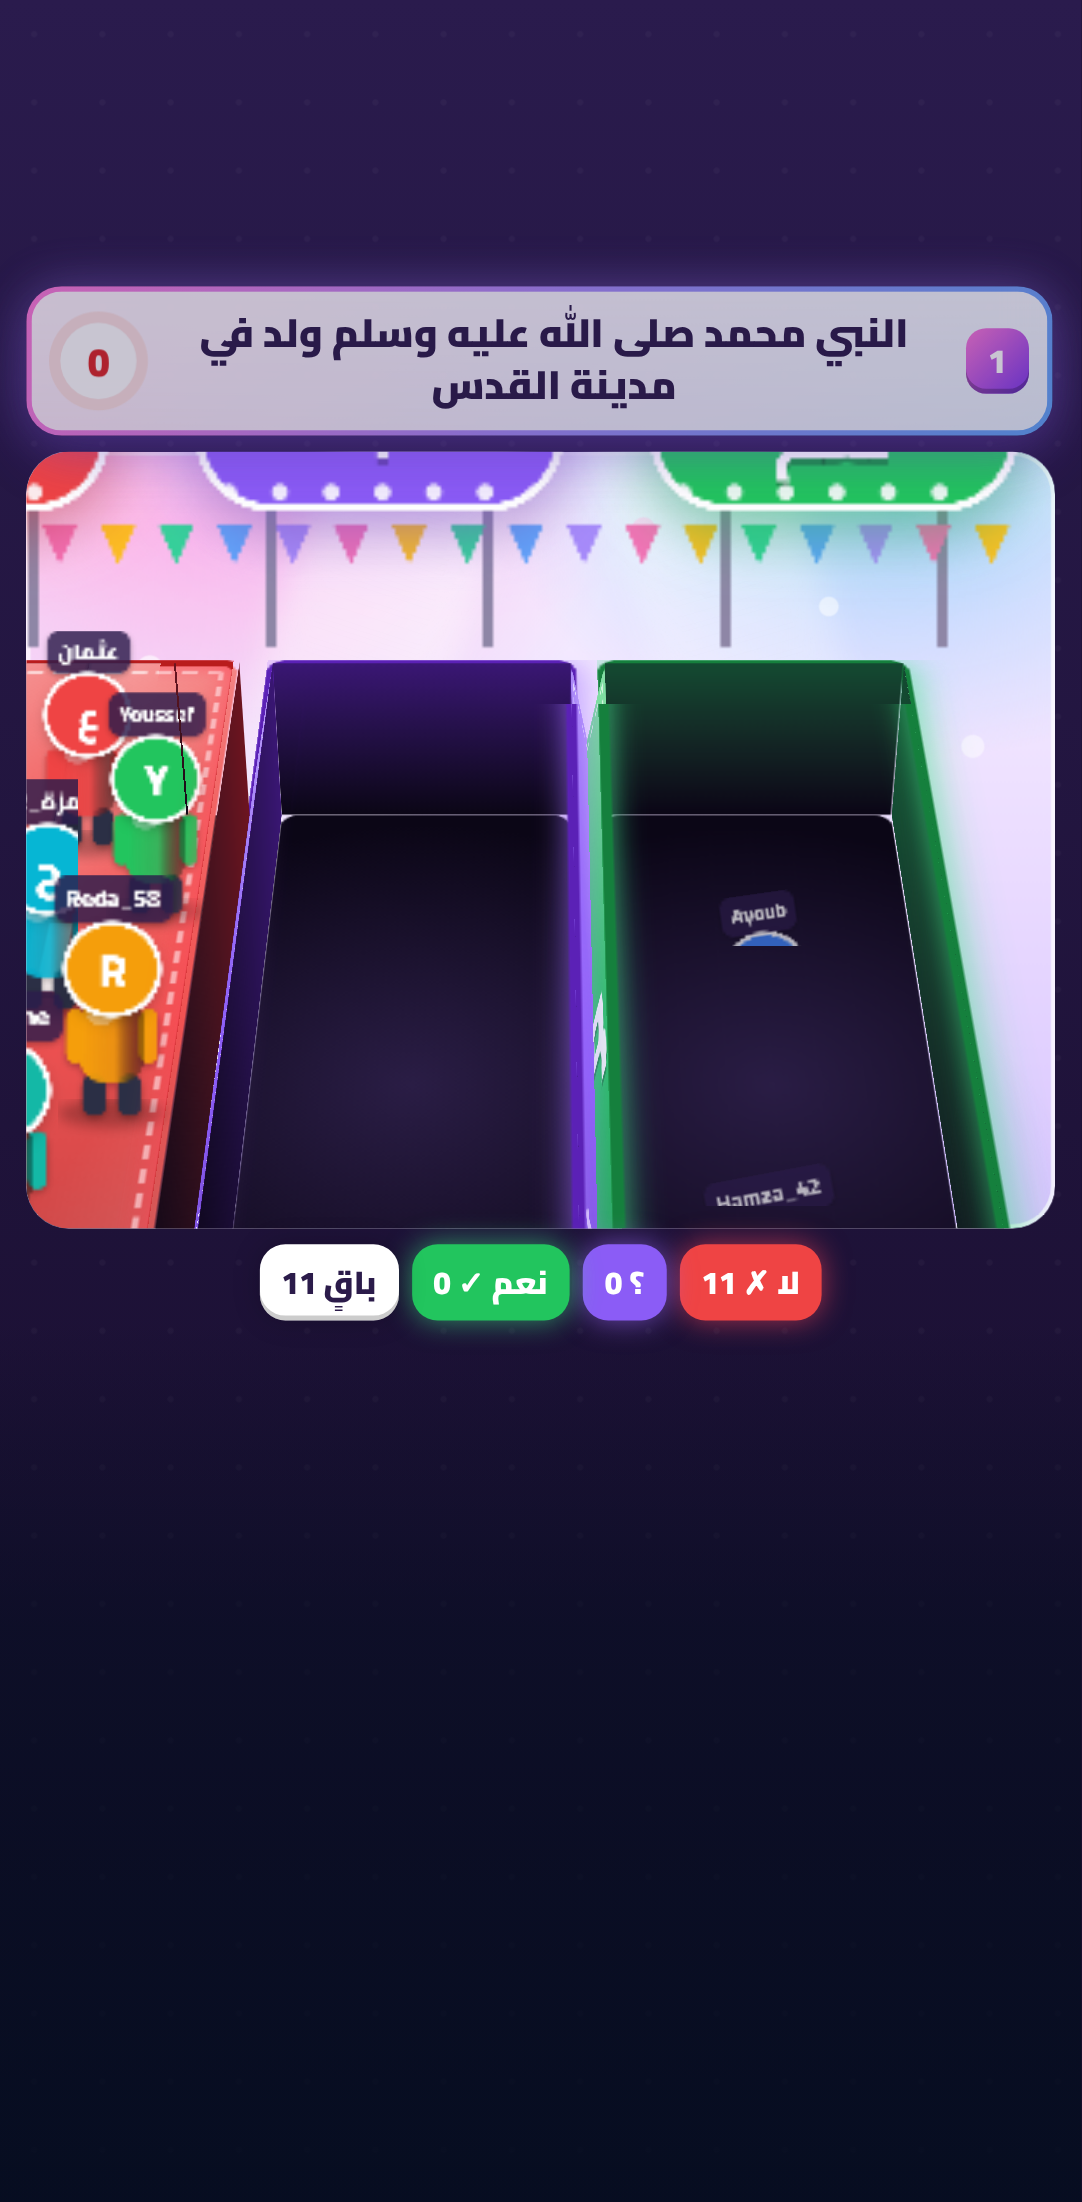 1
النبي محمد صلى الله عليه وسلم ولد في
مدينة القدس
0
عثمان
ع
Youssef
Y
Reda_58
R
Ayoub
Hamza_42
لا ✗ 11
؟ 0
نعم ✓ 0
باقٍ 11